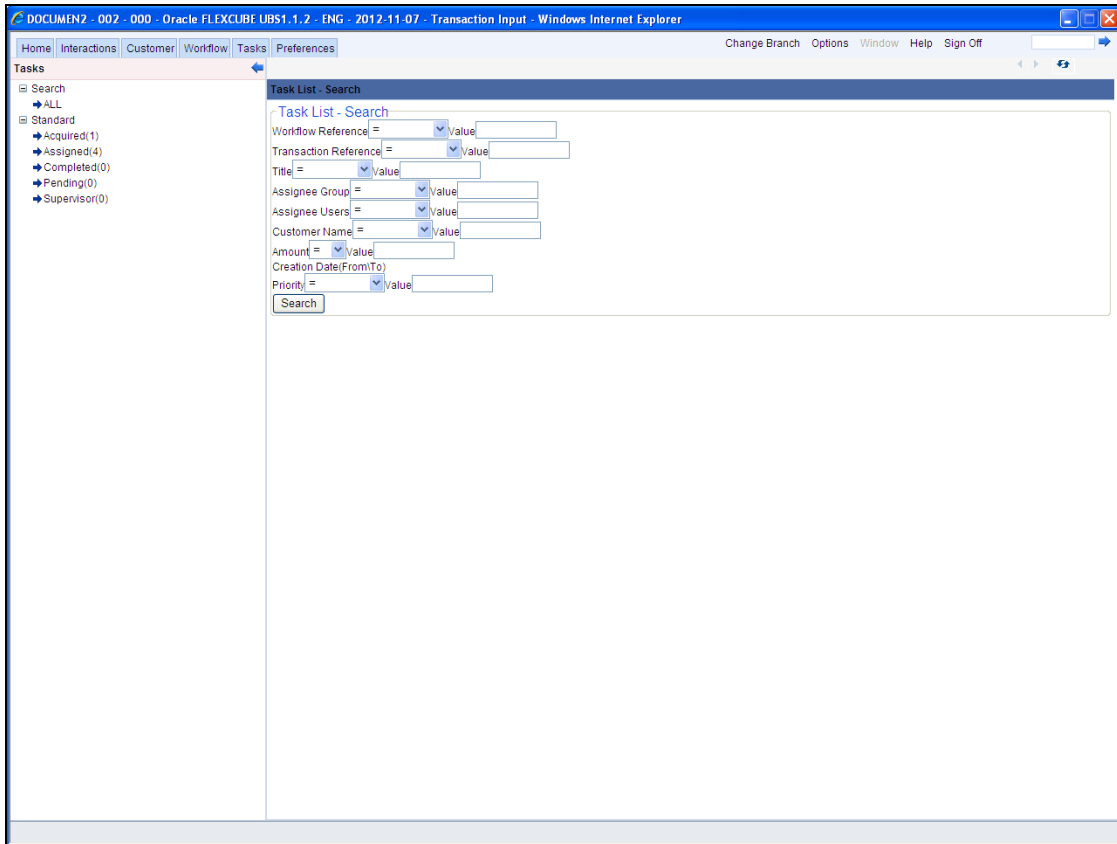 DOCUMEN2 - 002 - 000 - Oracle FLEXCUBE UBS1.1.2 - ENG - 2012-11-07 - Transaction Input - Windows Internet Explorer
Home Interactions Customer Workflow Tasks Preferences Change Branch Options Window Help Sign Off
Tasks
Search
ALL
Standard
Acquired(1)
Assigned(4)
Completed(0)
Pending(0)
Supervisor(0)
Task List - Search
Task List - Search
Workflow Reference = Value
Transaction Reference = Value
Title = Value
Assignee Group = Value
Assignee Users = Value
Customer Name = Value
Amount = Value
Creation Date(From\To)
Priority = Value
Search